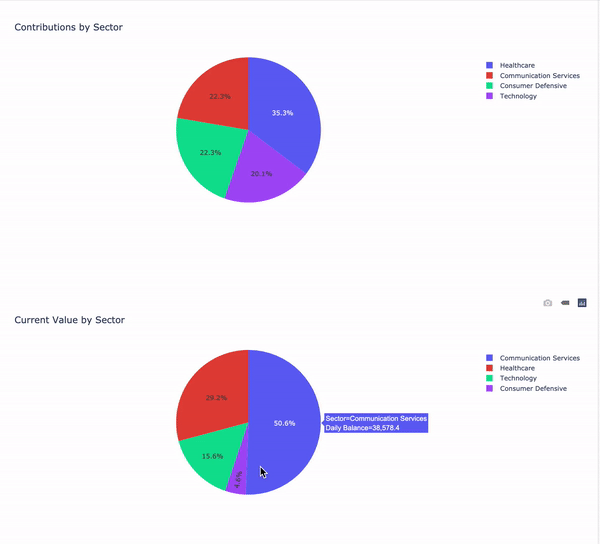 Contributions by Sector
Healthcare
Communication Services
Consumer Defensive
Technology
22.3%
35.3%
22.3%
20.1%
Current Value by Sector
Communication Services
Healthcare
Technology
Consumer Defensive
29.2%
50.6%
Sector=Communication Services
Daily Balance=38,578.4
15.6%
4.6%